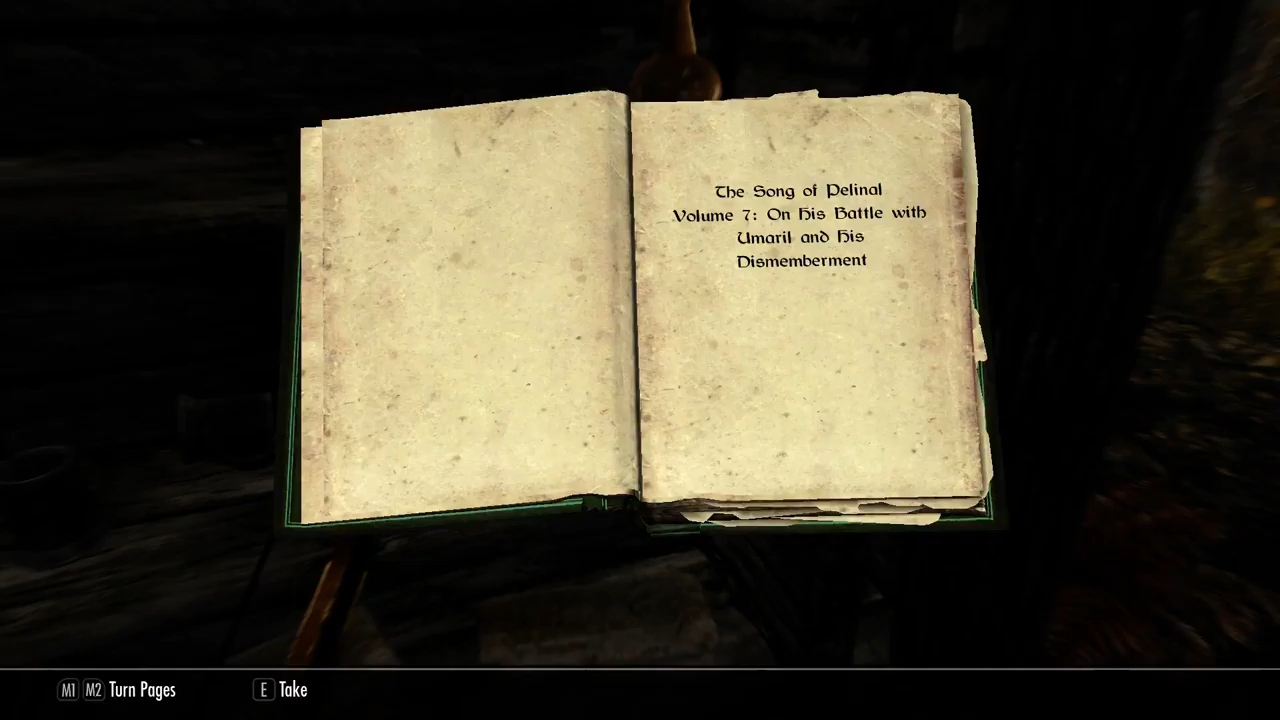 The Song of Pelinal
Volume 7: On His Battle with
Umaril and His
Dismemberment
M1 M2 Turn Pages
E Take